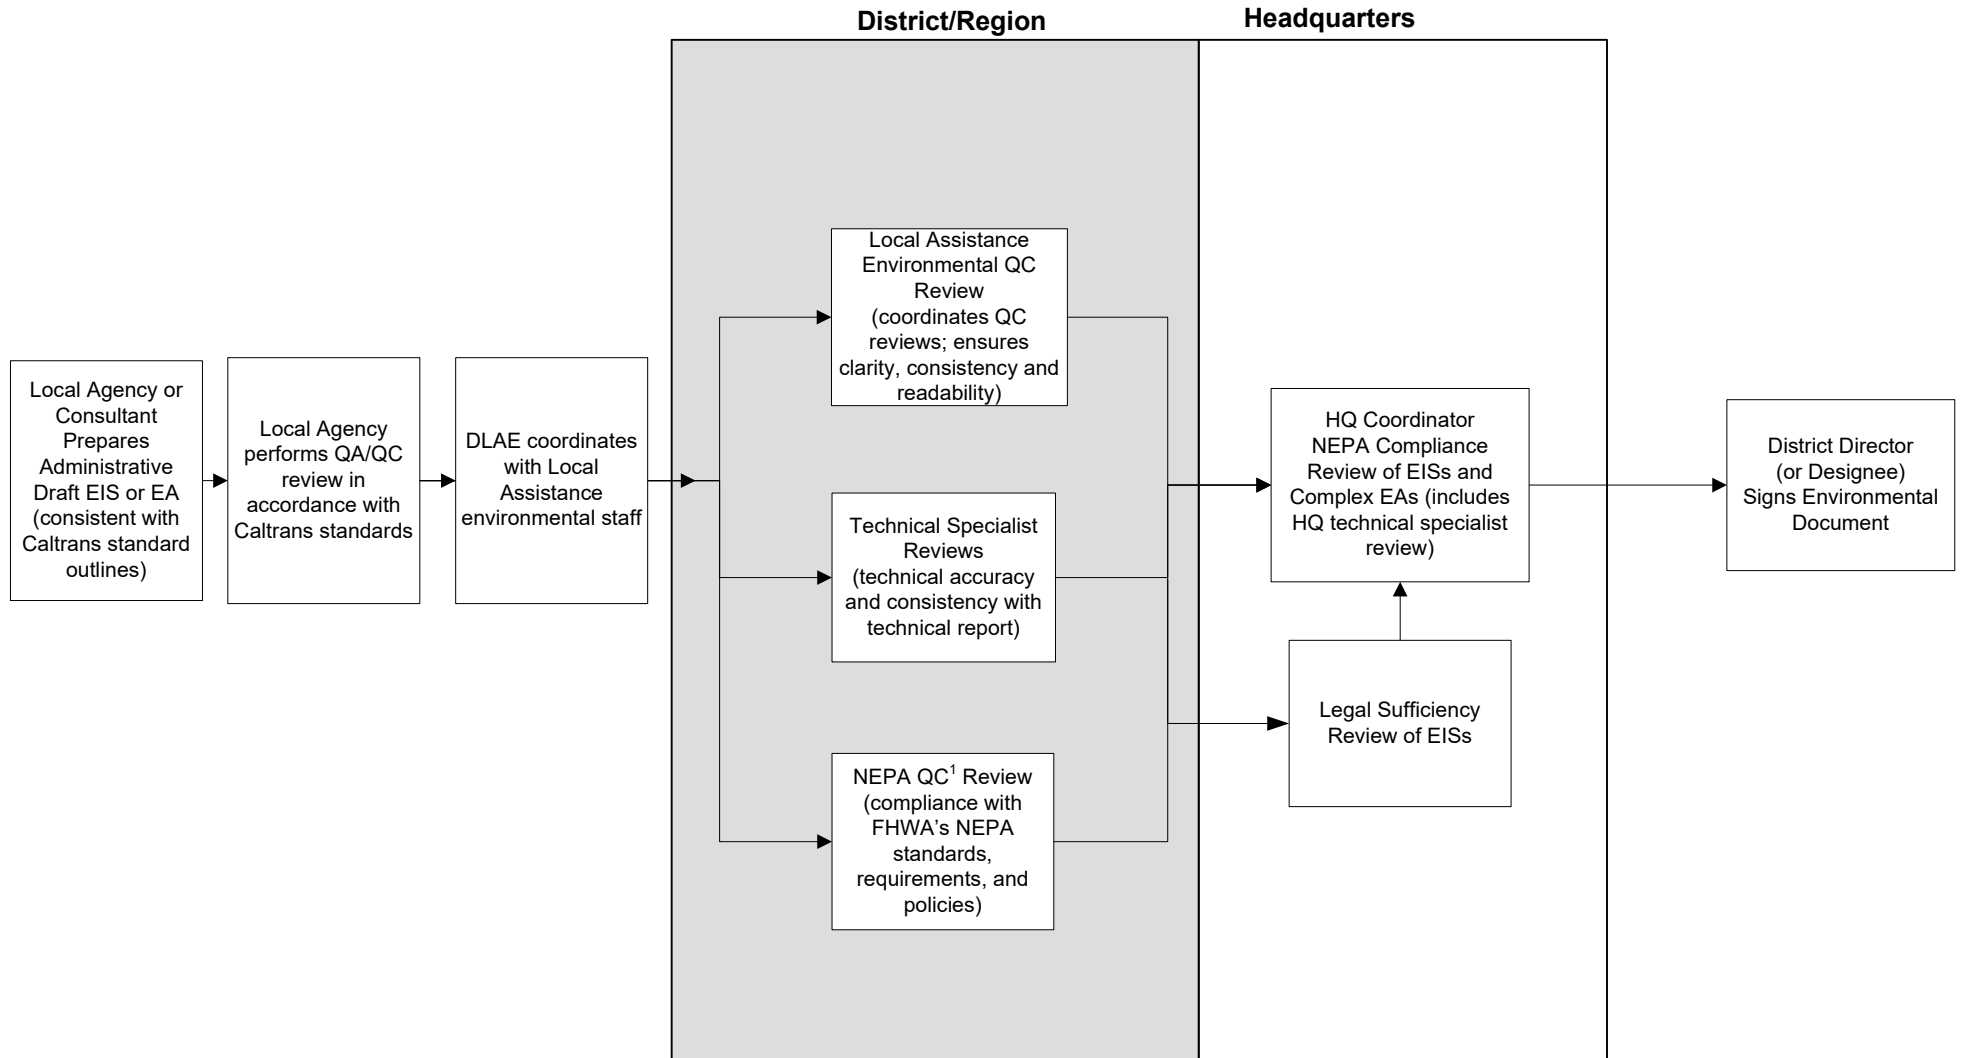 District/Region
Headquarters
Local Agency or
Consultant
Prepares
Administrative
Draft EIS or EA
(consistent with
Caltrans standard
outlines)
Local Agency
performs QA/QC
review in
accordance with
Caltrans standards
DLAE coordinates
with Local
Assistance
environmental staff
Local Assistance
Environmental QC
Review
(coordinates QC
reviews; ensures
clarity, consistency and
readability)
Technical Specialist
Reviews
(technical accuracy
and consistency with
technical report)
NEPA QC¹ Review
(compliance with
FHWA’s NEPA
standards,
requirements, and
policies)
HQ Coordinator
NEPA Compliance
Review of EISs and
Complex EAs (includes
HQ technical specialist
review)
Legal Sufficiency
Review of EISs
District Director
(or Designee)
Signs Environmental
Document